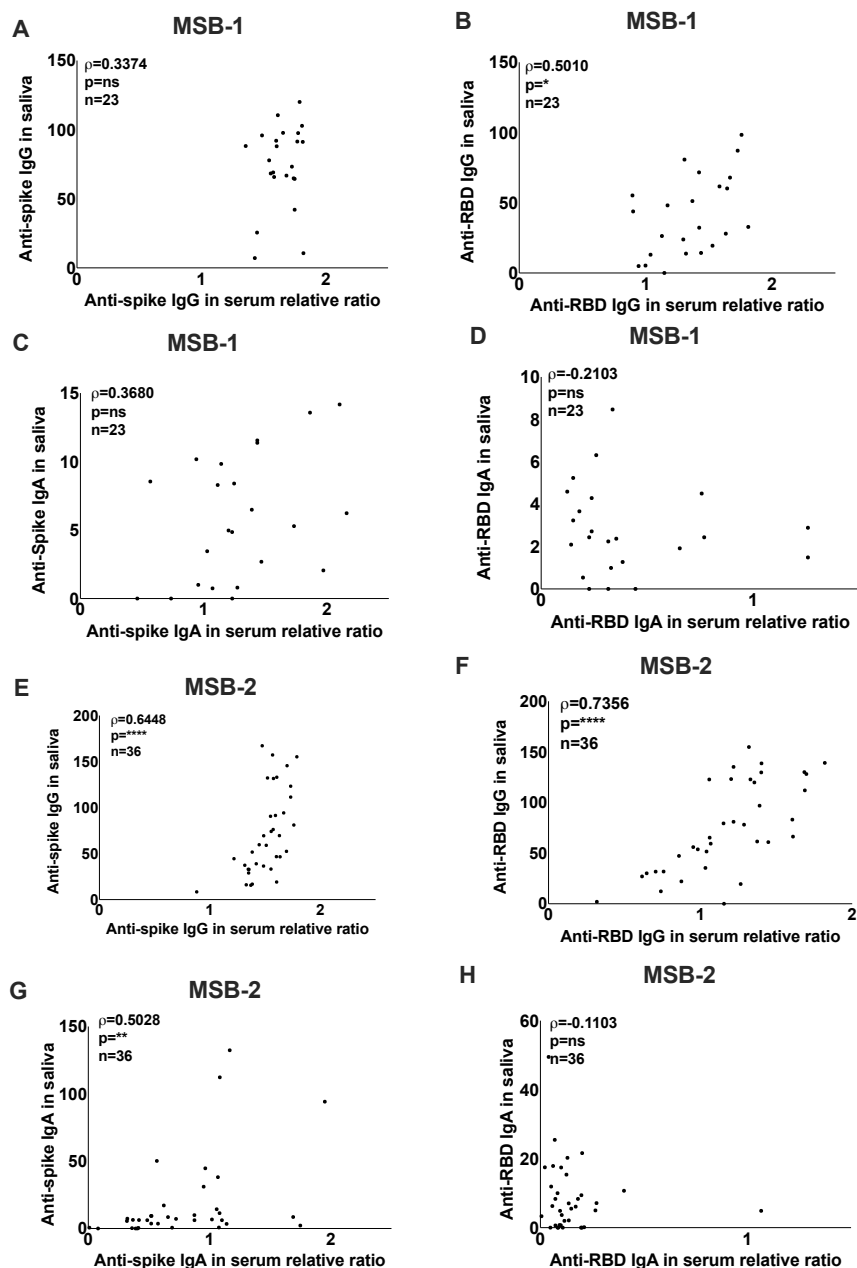 A
MSB-1
ρ=0.3374
p=ns
n=23
150
100
50
0
0
1
2
Anti-spike IgG in saliva
Anti-spike IgG in serum relative ratio
B
MSB-1
ρ=0.5010
p=*
n=23
150
100
50
0
0
1
2
Anti-RBD IgG in saliva
Anti-RBD IgG in serum relative ratio
C
MSB-1
ρ=0.3680
p=ns
n=23
15
10
5
0
0
1
2
Anti-Spike IgA in saliva
Anti-spike IgA in serum relative ratio
D
MSB-1
ρ=-0.2103
p=ns
n=23
10
8
6
4
2
0
0
1
Anti-RBD IgA in saliva
Anti-RBD IgA in serum relative ratio
E
MSB-2
ρ=0.6448
p=****
n=36
200
150
100
50
0
0
1
2
Anti-spike IgG in saliva
Anti-spike IgG in serum relative ratio
F
MSB-2
ρ=0.7356
p=****
n=36
200
150
100
50
0
0
1
2
Anti-RBD IgG in saliva
Anti-RBD IgG in serum relative ratio
G
MSB-2
ρ=0.5028
p=**
n=36
150
100
50
0
0
1
2
Anti-spike IgA in saliva
Anti-spike IgA in serum relative ratio
H
MSB-2
ρ=-0.1103
p=ns
n=36
60
40
20
0
0
1
Anti-RBD IgA in saliva
Anti-RBD IgA in serum relative ratio